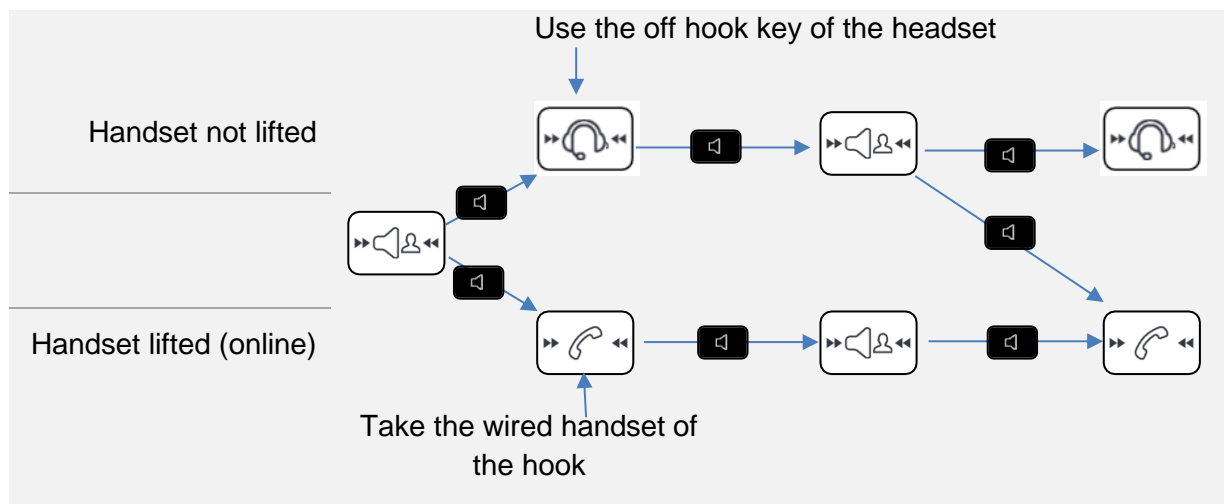 Use the off hook key of the headset
Handset not lifted
Handset lifted (online)
Take the wired handset of
the hook